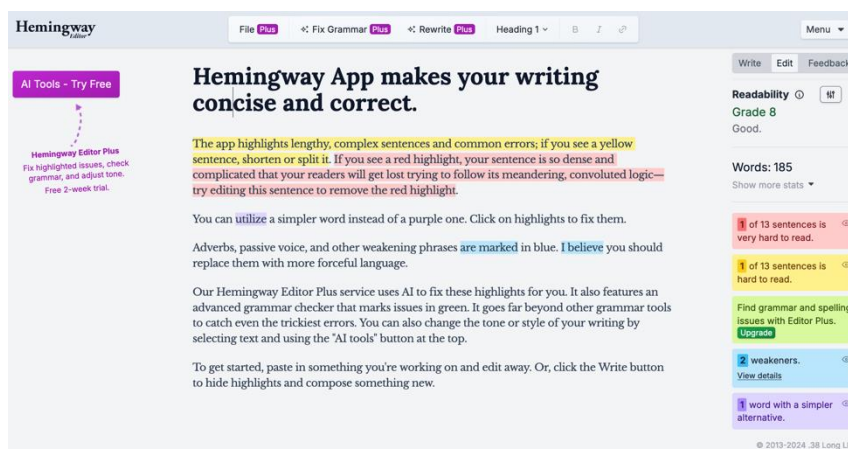 Hemingway
Editor
File Plus
Fix Grammar Plus
Rewrite Plus
Heading 1
B
I
Menu
AI Tools - Try Free
Hemingway Editor Plus
Fix highlighted issues, check
grammar, and adjust tone.
Free 2-week trial.
Hemingway App makes your writing
concise and correct.
The app highlights lengthy, complex sentences and common errors; if you see a yellow
sentence, shorten or split it. If you see a red highlight, your sentence is so dense and
complicated that your readers will get lost trying to follow its meandering, convoluted logic—
try editing this sentence to remove the red highlight.
You can utilize a simpler word instead of a purple one. Click on highlights to fix them.
Adverbs, passive voice, and other weakening phrases are marked in blue. I believe you should
replace them with more forceful language.
Our Hemingway Editor Plus service uses AI to fix these highlights for you. It also features an
advanced grammar checker that marks issues in green. It goes far beyond other grammar tools
to catch even the trickiest errors. You can also change the tone or style of your writing by
selecting text and using the "AI tools" button at the top.
To get started, paste in something you're working on and edit away. Or, click the Write button
to hide highlights and compose something new.
Write
Edit
Feedback
Readability
Grade 8
Good.
Words: 185
Show more stats
1 of 13 sentences is
very hard to read.
1 of 13 sentences is
hard to read.
Find grammar and spelling
issues with Editor Plus.
Upgrade
2 weakeners.
View details
1 word with a simpler
alternative.
© 2013-2024 .38 Long